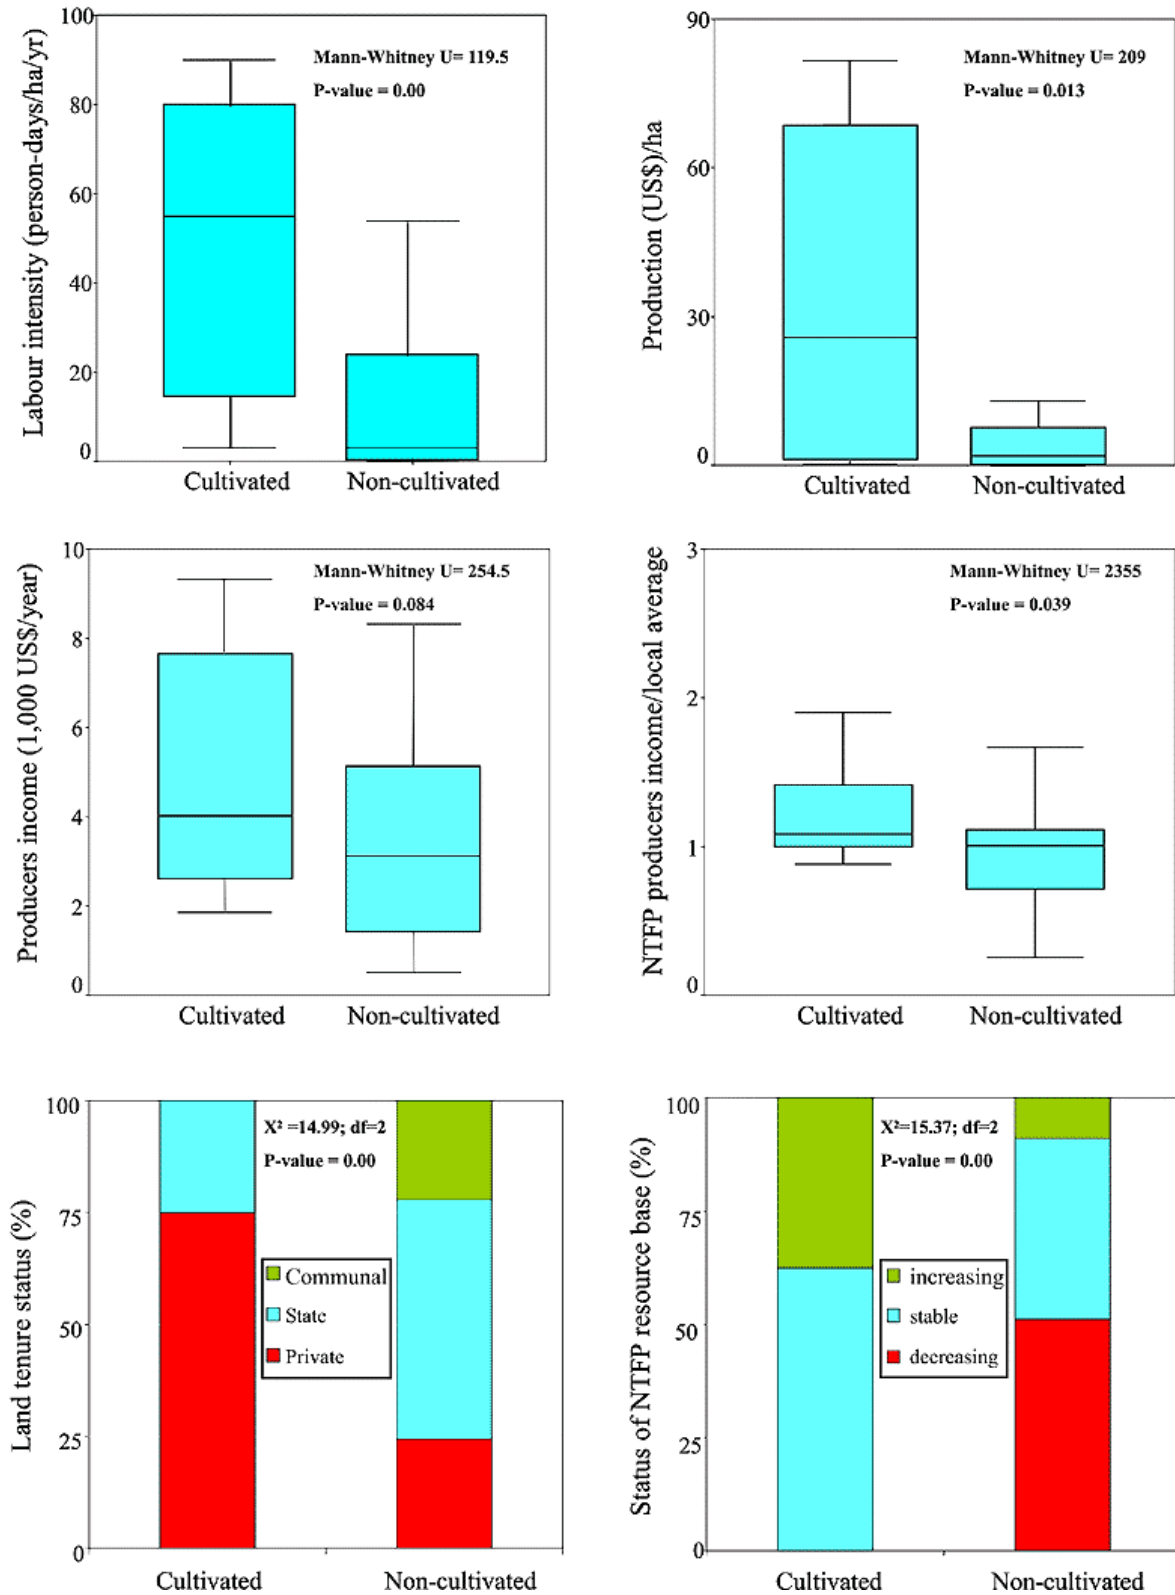 Labour intensity (person-days/ha/yr)
100
80
60
40
20
0
Mann-Whitney U= 119.5
P-value = 0.00
Cultivated
Non-cultivated
Production (US$)/ha
90
60
30
0
Mann-Whitney U= 209
P-value = 0.013
Cultivated
Non-cultivated
Producers income (1,000 US$/year)
10
8
6
4
2
0
Mann-Whitney U= 254.5
P-value = 0.084
Cultivated
Non-cultivated
NTFP producers income/local average
3
2
1
0
Mann-Whitney U= 2355
P-value = 0.039
Cultivated
Non-cultivated
Land tenure status (%)
100
75
50
25
0
X² =14.99; df=2
P-value = 0.00
Communal
State
Private
Cultivated
Non-cultivated
Status of NTFP resource base (%)
100
75
50
25
0
X²=15.37; df=2
P-value = 0.00
increasing
stable
decreasing
Cultivated
Non-cultivated